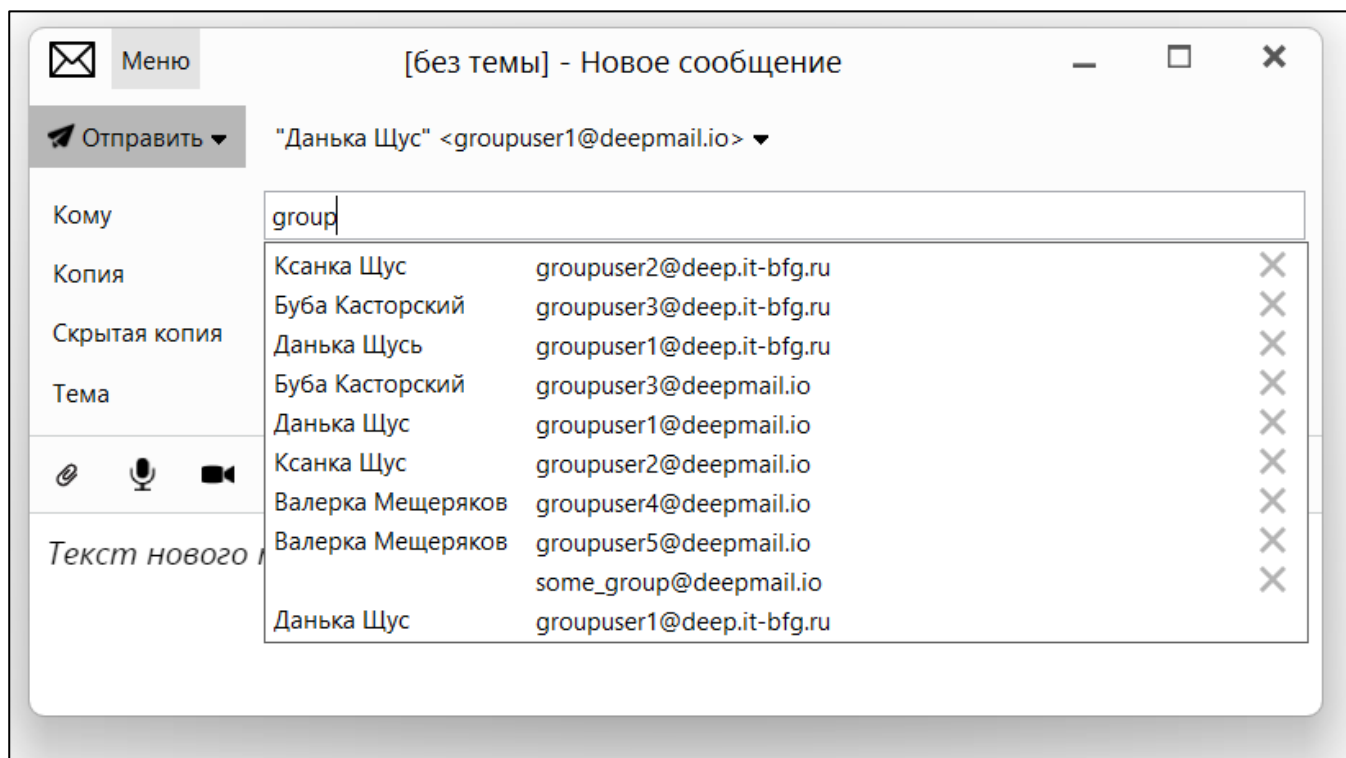 Меню
[без темы] - Новое сообщение
Отправить
"Данька Щус" <groupuser1@deepmail.io>
Кому
group
Копия
Скрытая копия
Тема
Ксанка Щус groupuser2@deep.it-bfg.ru
Буба Касторский groupuser3@deep.it-bfg.ru
Данька Щусь groupuser1@deep.it-bfg.ru
Буба Касторский groupuser3@deepmail.io
Данька Щус groupuser1@deepmail.io
Ксанка Щус groupuser2@deepmail.io
Валерка Мещеряков groupuser4@deepmail.io
Валерка Мещеряков groupuser5@deepmail.io
some_group@deepmail.io
Данька Щус groupuser1@deep.it-bfg.ru
Текст нового